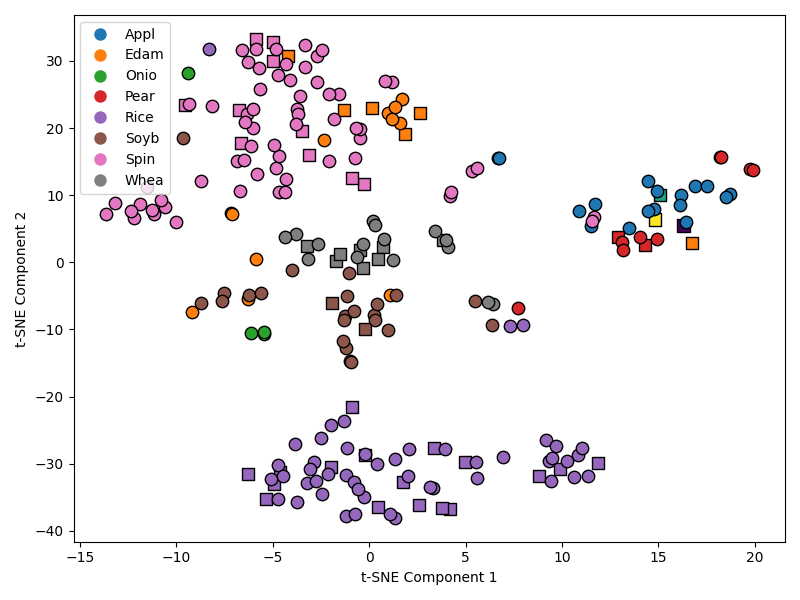 Appl
Edam
Onio
Pear
Rice
Soyb
Spin
Whea
30
20
10
0
−10
−20
−30
−40
t-SNE Component 2
−15 −10 −5 0 5 10 15 20
t-SNE Component 1